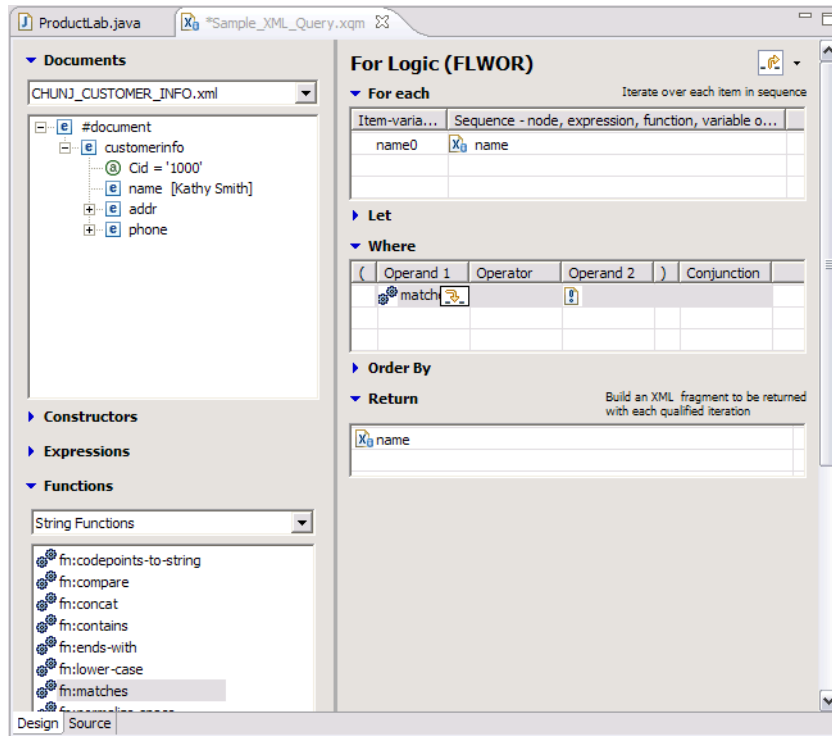 ProductLab.java
*Sample_XML_Query.xqm
Documents
CHUNJ_CUSTOMER_INFO.xml
#document
customerinfo
Cid = '1000'
name [Kathy Smith]
addr
phone
Constructors
Expressions
Functions
String Functions
fn:codepoints-to-string
fn:compare
fn:concat
fn:contains
fn:ends-with
fn:lower-case
fn:matches
Design Source
For Logic (FLWOR)
For each
Iterate over each item in sequence
Item-varia... Sequence - node, expression, function, variable o...
name0 name
Let
Where
( Operand 1 Operator Operand 2 ) Conjunction
Order By
Return
Build an XML fragment to be returned
with each qualified iteration
name